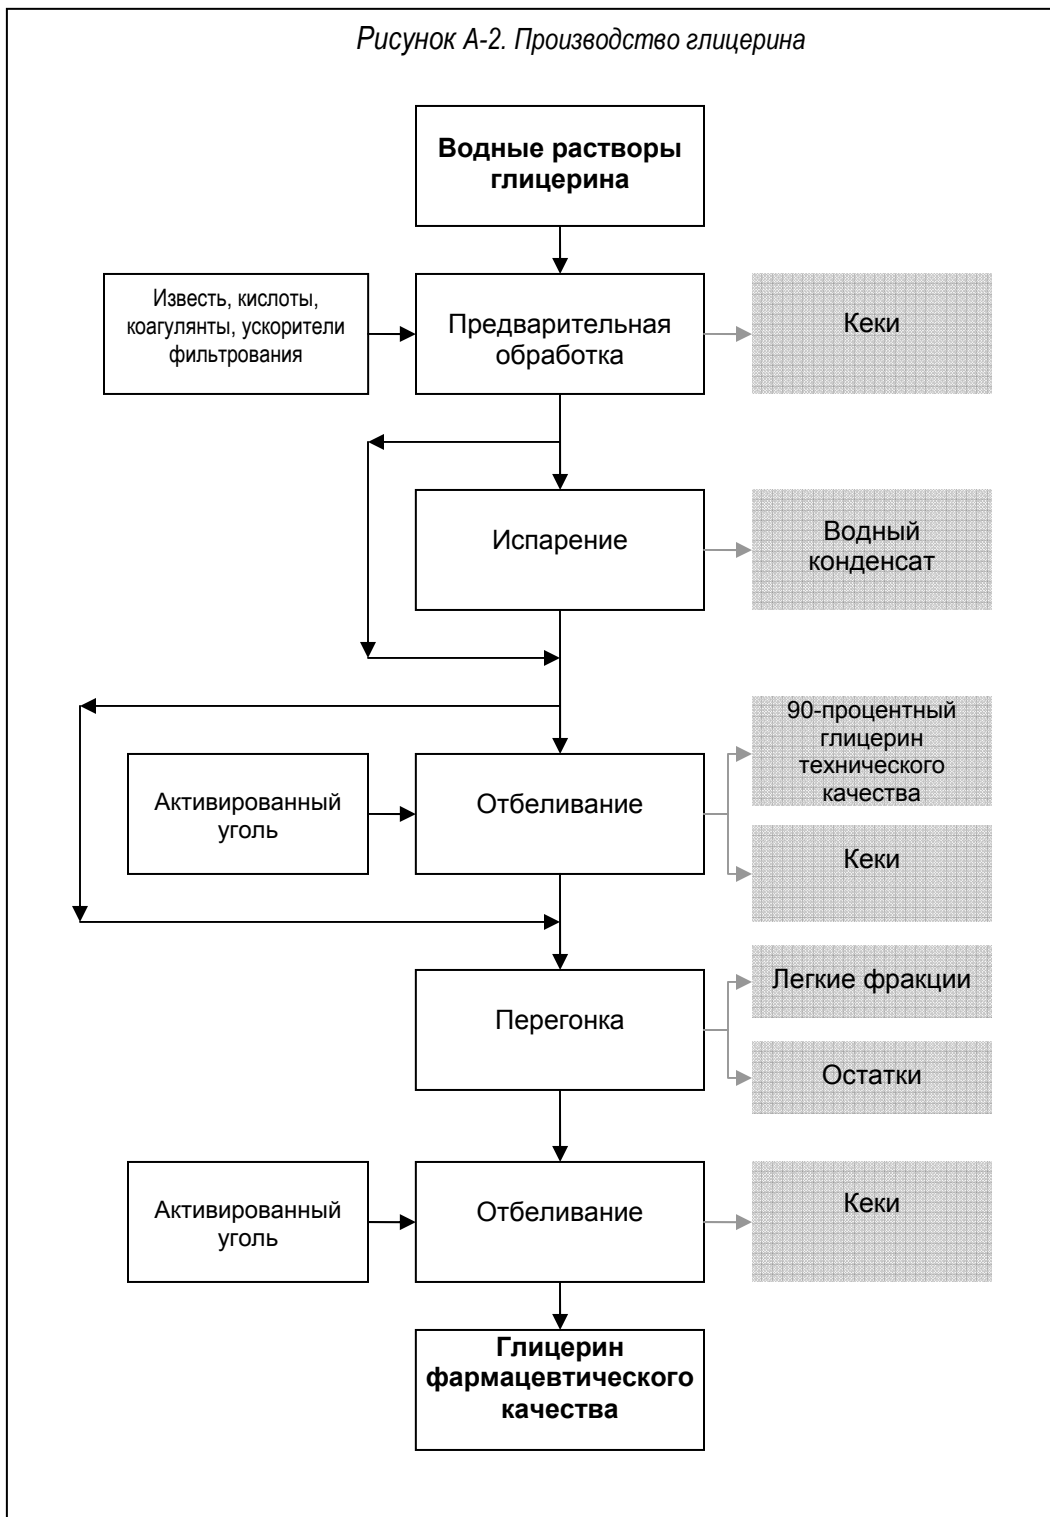 Рисунок А-2. Производство глицерина
Водные растворы
глицерина
Известь, кислоты,
коагулянты, ускорители
фильтрования
Предварительная
обработка
Кеки
Испарение
Водный
конденсат
90-процентный
глицерин
технического
качества
Активированный
уголь
Отбеливание
Кеки
Легкие фракции
Перегонка
Остатки
Активированный
уголь
Отбеливание
Кеки
Глицерин
фармацевтического
качества